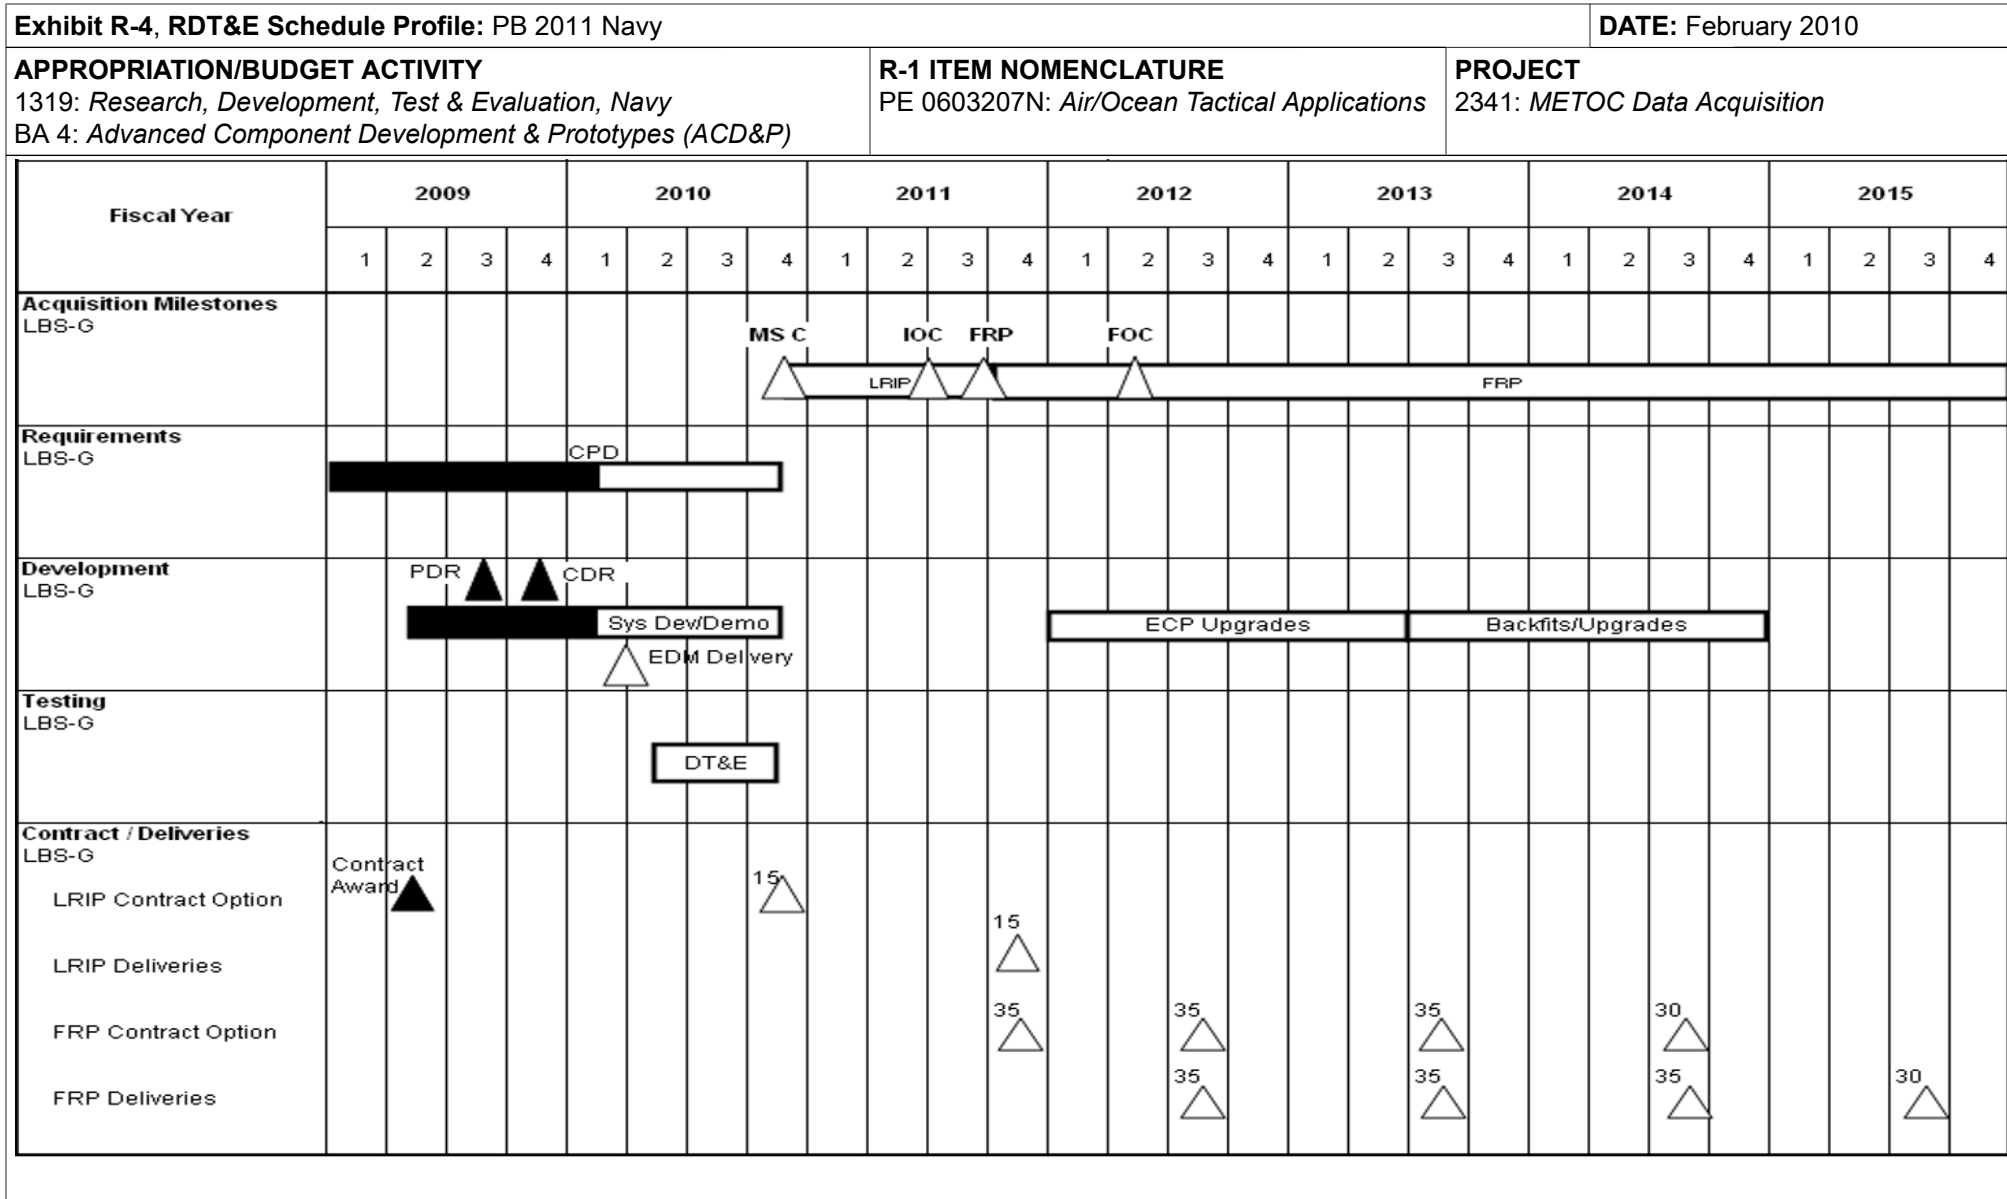 Exhibit R-4, RDT&E Schedule Profile: PB 2011 Navy
DATE: February 2010
APPROPRIATION/BUDGET ACTIVITY
1319: Research, Development, Test & Evaluation, Navy
BA 4: Advanced Component Development & Prototypes (ACD&P)
R-1 ITEM NOMENCLATURE
PE 0603207N: Air/Ocean Tactical Applications
PROJECT
2341: METOC Data Acquisition
Fiscal Year
2009 2010 2011 2012 2013 2014 2015
1 2 3 4 1 2 3 4 1 2 3 4 1 2 3 4 1 2 3 4 1 2 3 4 1 2 3 4
Acquisition Milestones
LBS-G
MS C IOC FRP FOC
LRIP FRP
Requirements
LBS-G
CPD
Development
LBS-G
PDR CDR
Sys Dev/Demo ECP Upgrades Backfits/Upgrades
EDM Delivery
Testing
LBS-G
DT&E
Contract / Deliveries
LBS-G
Contract
Award
LRIP Contract Option
15
LRIP Deliveries
15
FRP Contract Option
35 35 35 30
FRP Deliveries
35 35 35 30